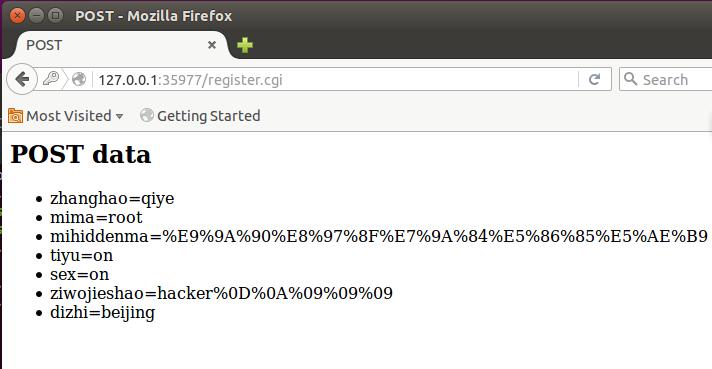 POST - Mozilla Firefox
POST
127.0.0.1:35977/register.cgi
Search
Most Visited
Getting Started
POST data
zhanghao=qiye
mima=root
mihiddenma=%E9%9A%90%E8%97%8F%E7%9A%84%E5%86%85%E5%AE%B9
tiyu=on
sex=on
ziwojieshao=hacker%0D%0A%09%09%09
dizhi=beijing